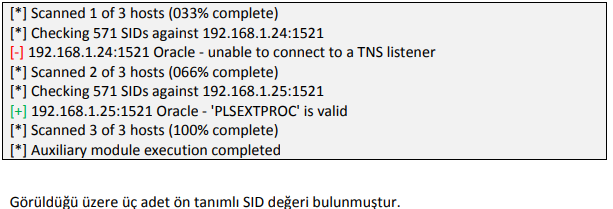 [*] Scanned 1 of 3 hosts (033% complete)
[*] Checking 571 SIDs against 192.168.1.24:1521
[-] 192.168.1.24:1521 Oracle - unable to connect to a TNS listener
[*] Scanned 2 of 3 hosts (066% complete)
[*] Checking 571 SIDs against 192.168.1.25:1521
[+] 192.168.1.25:1521 Oracle - 'PLSEXTPROC' is valid
[*] Scanned 3 of 3 hosts (100% complete)
[*] Auxiliary module execution completed
Görüldüğü üzere üç adet ön tanımlı SID değeri bulunmuştur.